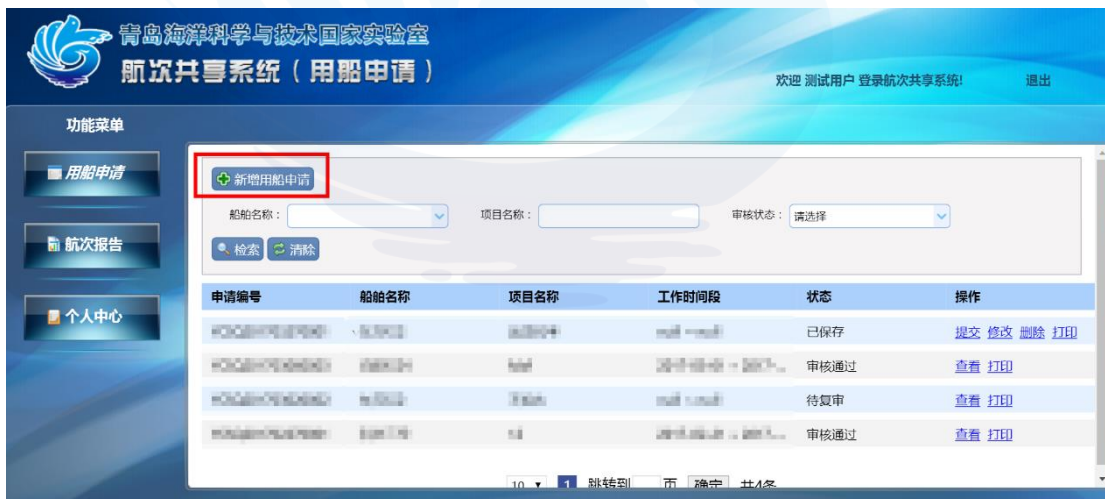 青岛海洋科学与技术国家实验室
航次共享系统（用船申请）
欢迎 测试用户 登录航次共享系统! 退出
功能菜单
用船申请
航次报告
个人中心
新增用船申请
船舶名称： 项目名称： 审核状态： 请选择
检索 清除
申请编号 船舶名称 项目名称 工作时间段 状态 操作
已保存 提交 修改 删除 打印
审核通过 查看 打印
待复审 查看 打印
审核通过 查看 打印
10 1 跳转到 页 确定 共4条